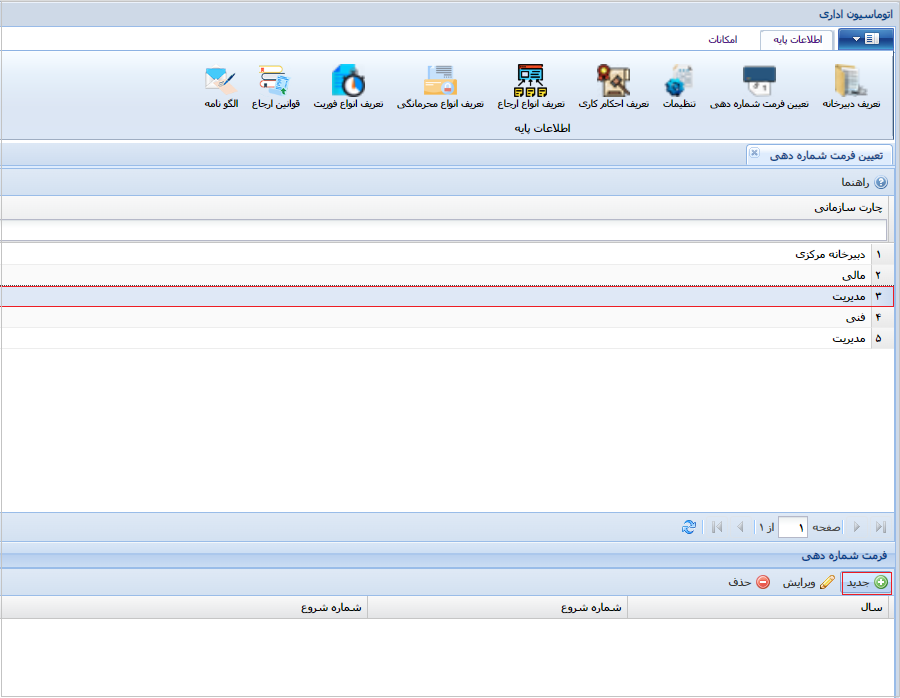 اتوماسیون اداری
اطلاعات پایه امکانات
تعریف دبیرخانه تعیین فرمت شماره دهی تنظیمات تعریف احکام کاری تعریف انواع ارجاع تعریف انواع محرمانگی تعریف انواع فوریت قوانین ارجاع الگو نامه
اطلاعات پایه
تعیین فرمت شماره دهی
راهنما
چارت سازمانی
۱ دبیرخانه مرکزی
۲ مالی
۳ مدیریت
۴ فنی
۵ مدیریت
صفحه ۱ از ۱
فرمت شماره دهی
جدید ویرایش حذف
سال شماره شروع شماره شروع